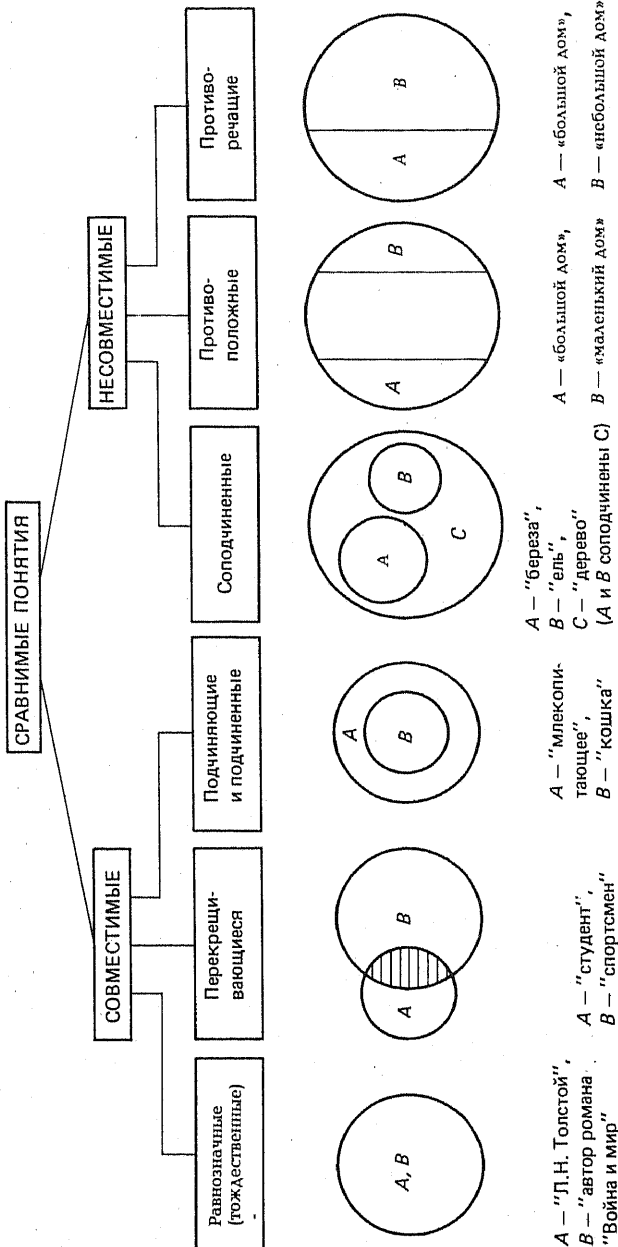 СРАВНИМЫЕ ПОНЯТИЯ
СОВМЕСТИМЫЕ
НЕСОВМЕСТИМЫЕ
Равнозначные
(тождественные)
Перекрещи-
вающиеся
Подчиняющие
и подчиненные
Соподчиненные
Противо-
положные
Противо-
речащие
A, B
A
B
A
B
A
B
C
A
B
A
B
A — "Л.Н. Толстой",
B — "автор романа
"Война и мир"
A — "студент",
B — "спортсмен"
A — "млекопи-
тающее",
B — "кошка"
A — "береза",
B — "ель",
C — "дерево"
(A и B соподчинены C)
A — «большой дом»,
B — «маленький дом»
A — «большой дом»,
B — «небольшой дом»